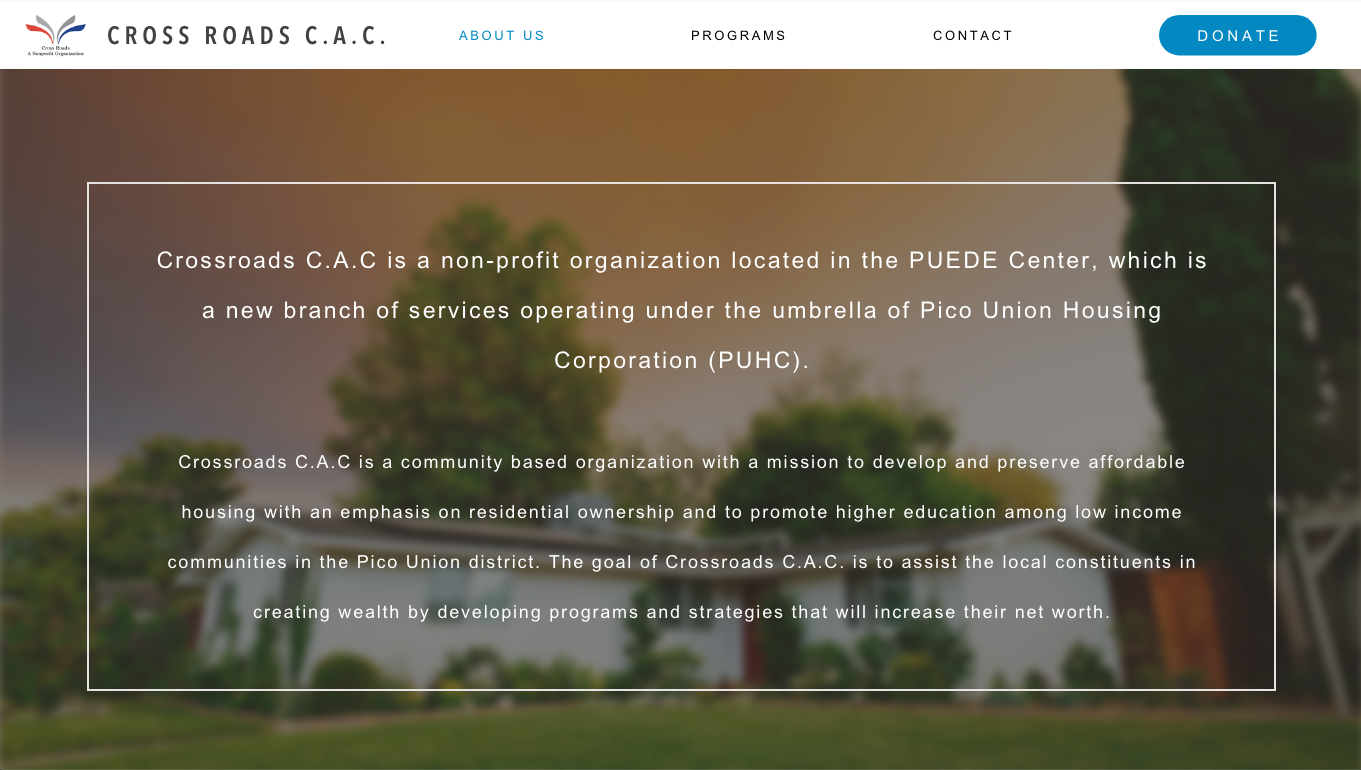 Cross Roads
A Nonprofit Organization
CROSS ROADS C.A.C.
ABOUT US
PROGRAMS
CONTACT
DONATE
Crossroads C.A.C is a non-profit organization located in the PUEDE Center, which is
a new branch of services operating under the umbrella of Pico Union Housing
Corporation (PUHC).
Crossroads C.A.C is a community based organization with a mission to develop and preserve affordable
housing with an emphasis on residential ownership and to promote higher education among low income
communities in the Pico Union district. The goal of Crossroads C.A.C. is to assist the local constituents in
creating wealth by developing programs and strategies that will increase their net worth.